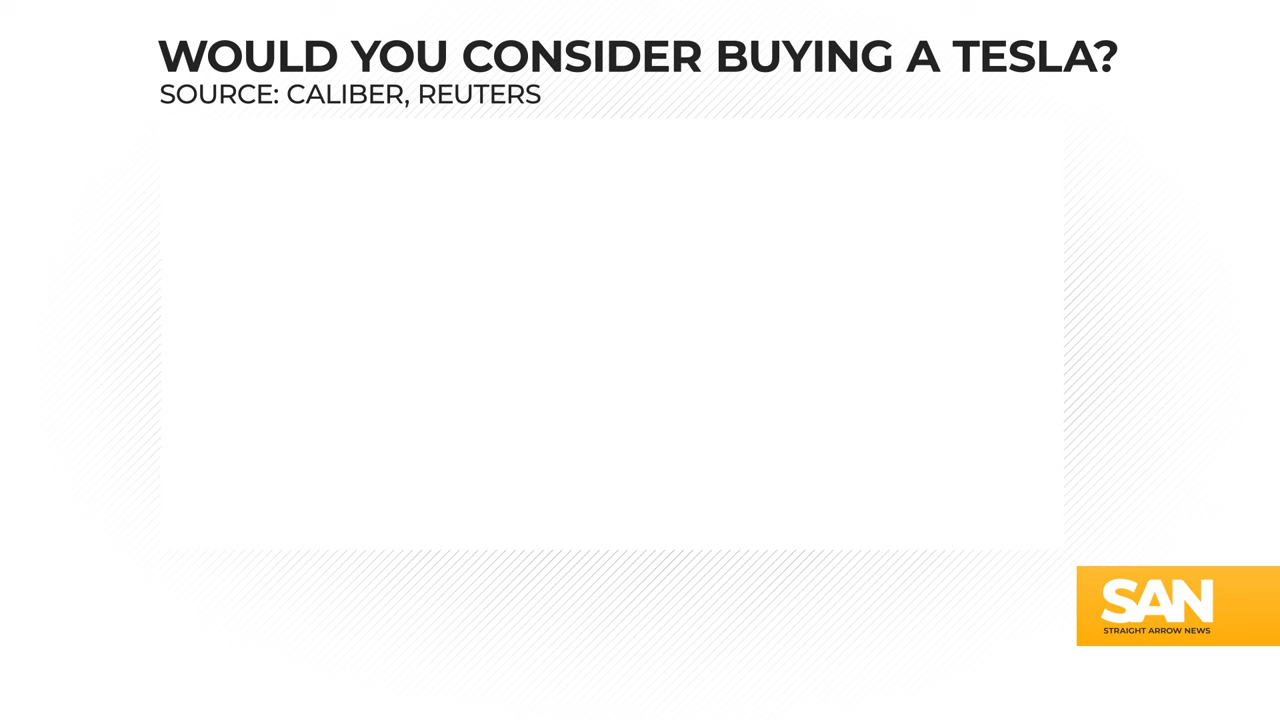 WOULD YOU CONSIDER BUYING A TESLA?
SOURCE: CALIBER, REUTERS
SAN
STRAIGHT ARROW NEWS